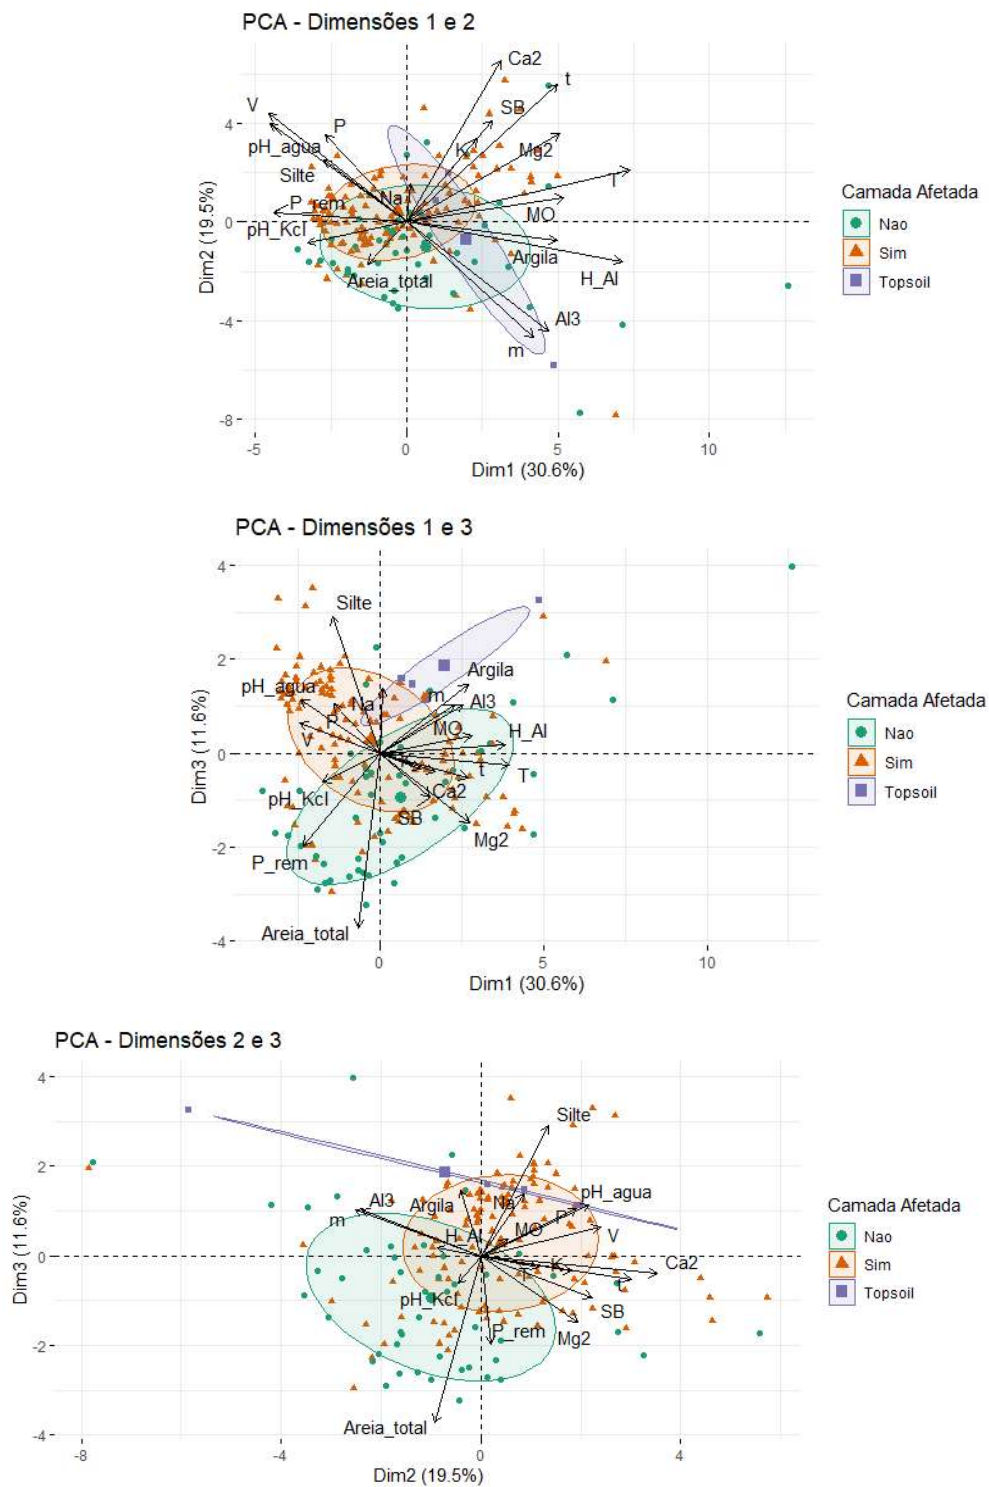 PCA - Dimensões 1 e 2
Ca2
t
V
SB
P
4
pH_agua
K
Mg2
Silte
T
P_rem
Na
MO
0
pH_Kcl
Argila
Areia_total
H_Al
Al3
-4
m
-8
Dim2 (19.5%)
-5 0 5 10
Dim1 (30.6%)
Camada Afetada
Nao
Sim
Topsoil
PCA - Dimensões 1 e 3
4
Silte
2
Argila
pH_agua
Na
m
Al3
P
MO
H_Al
V
0
t
T
pH_Kcl
Ca2
SB
Mg2
-2
P_rem
Areia_total
-4
Dim3 (11.6%)
0 5 10
Dim1 (30.6%)
Camada Afetada
Nao
Sim
Topsoil
PCA - Dimensões 2 e 3
4
Silte
2
Al3
Argila
Na
pH_agua
m
P
MO
V
H_Al
0
K
Ca2
pH_Kcl
SB
P_rem
Mg2
-2
Areia_total
-4
Dim3 (11.6%)
-8 -4 0 4
Dim2 (19.5%)
Camada Afetada
Nao
Sim
Topsoil